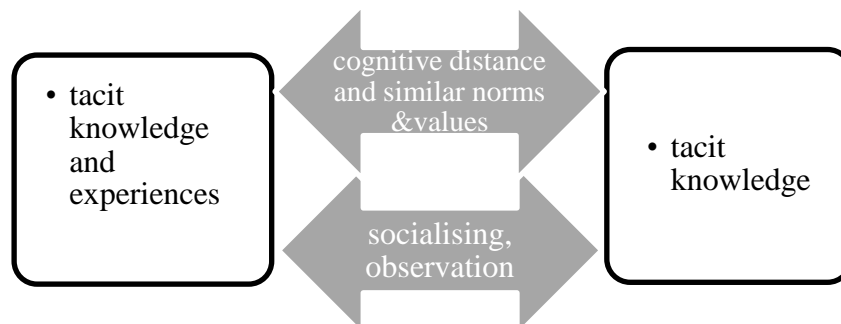 • tacit
knowledge
and
experiences
cognitive distance
and similar norms
&values
socialising,
observation
• tacit
knowledge